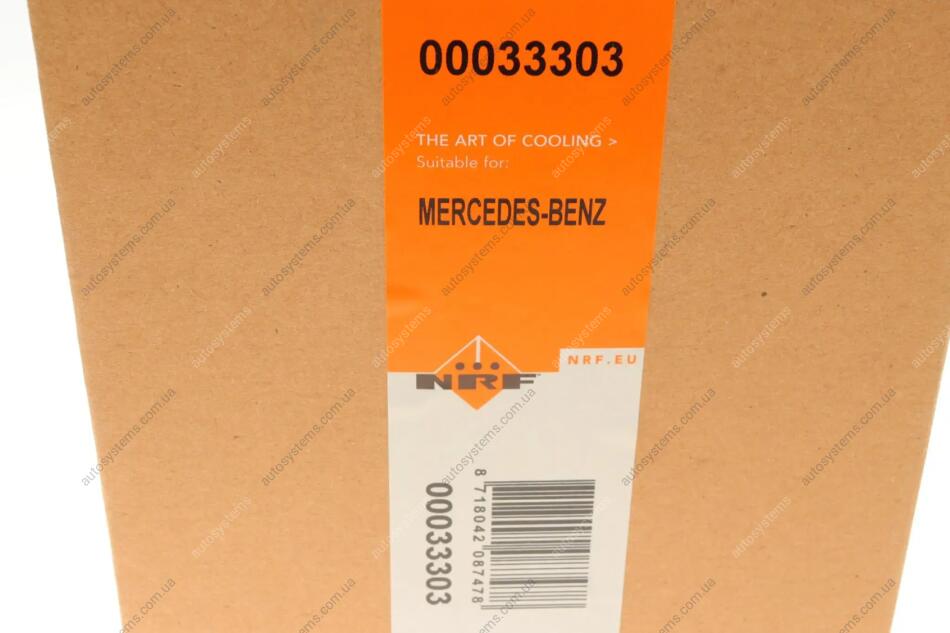 00033303
THE ART OF COOLING >
Suitable for:
MERCEDES-BENZ
NRF.EU
NRF
00033303
8 718042 087478
autosystems.com.ua